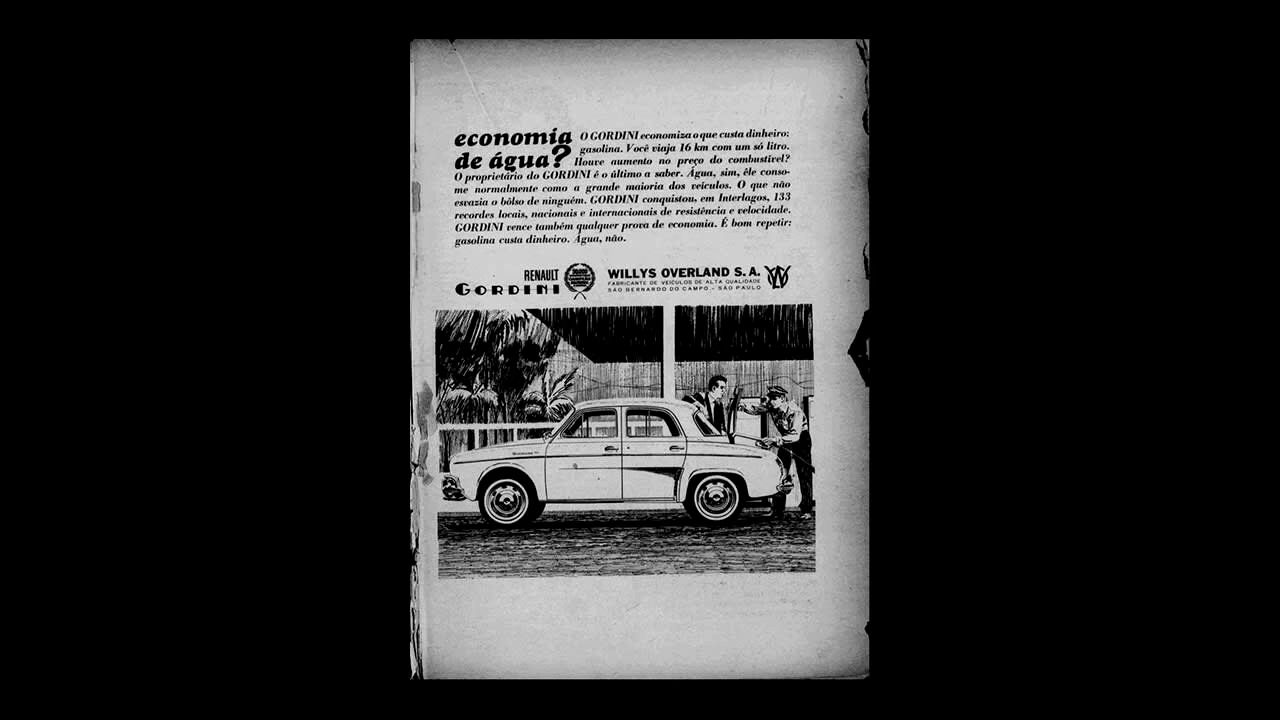 economia
de água?
O GORDINI economiza o que custa dinheiro:
gasolina. Você viaja 16 km com um só litro.
Houve aumento no preço do combustível?
O proprietário do GORDINI é o último a saber. Água, sim, êle conso-
me normalmente como a grande maioria dos veículos. O que não
esvazia o bôlso de ninguém. GORDINI conquistou, em Interlagos, 133
recordes locais, nacionais e internacionais de resistência e velocidade.
GORDINI vence também qualquer prova de economia. É bom repetir:
gasolina custa dinheiro. Água, não.
RENAULT
GORDINI
WILLYS OVERLAND S.A.
FABRICANTE DE VEÍCULOS DE ALTA QUALIDADE
SÃO BERNARDO DO CAMPO - SÃO PAULO